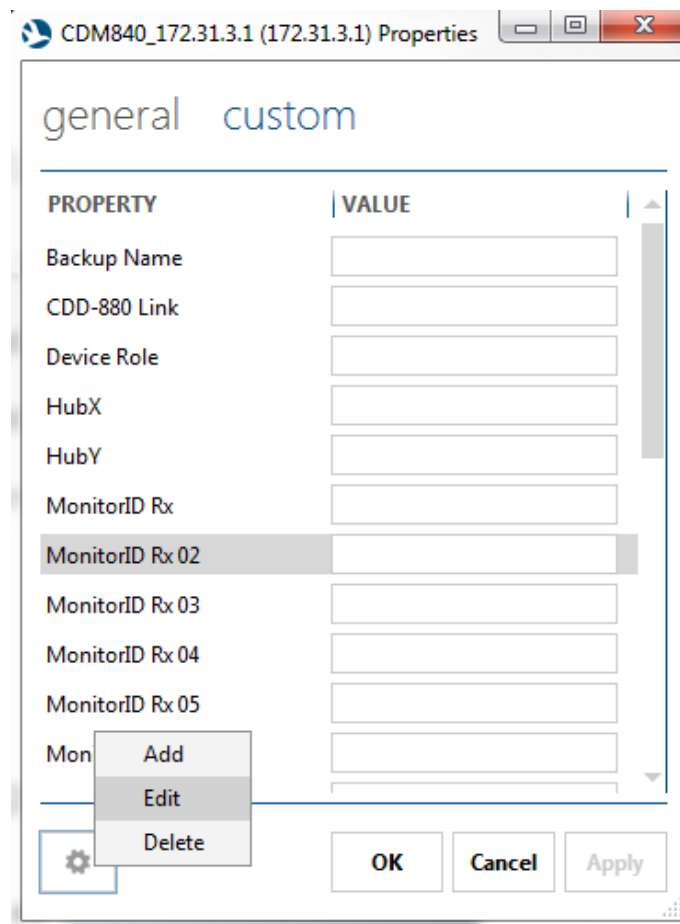 CDM840_172.31.3.1 (172.31.3.1) Properties
general custom
PROPERTY VALUE
Backup Name
CDD-880 Link
Device Role
HubX
HubY
MonitorID Rx
MonitorID Rx 02
MonitorID Rx 03
MonitorID Rx 04
MonitorID Rx 05
Mon
Add
Edit
Delete
OK Cancel Apply